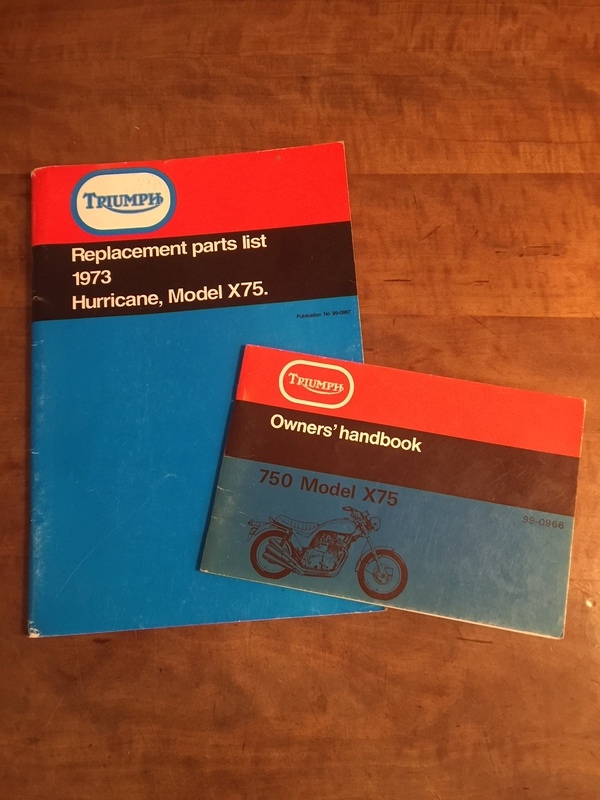 TRIUMPH
Replacement parts list
1973
Hurricane, Model X75.
Publication No 99-0967
TRIUMPH
Owners' handbook
750 Model X75
99-0966